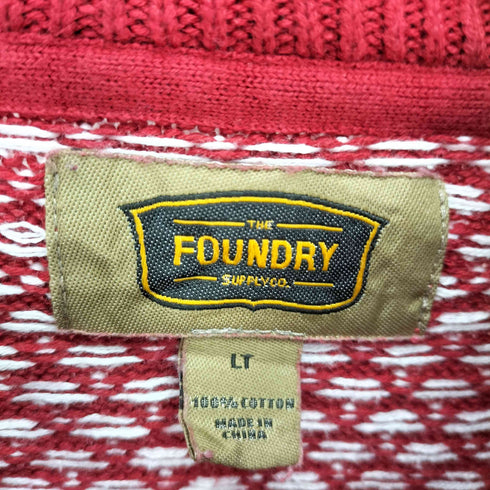 THE
FOUNDRY
SUPPLY CO.
LT
100% COTTON
MADE IN
CHINA